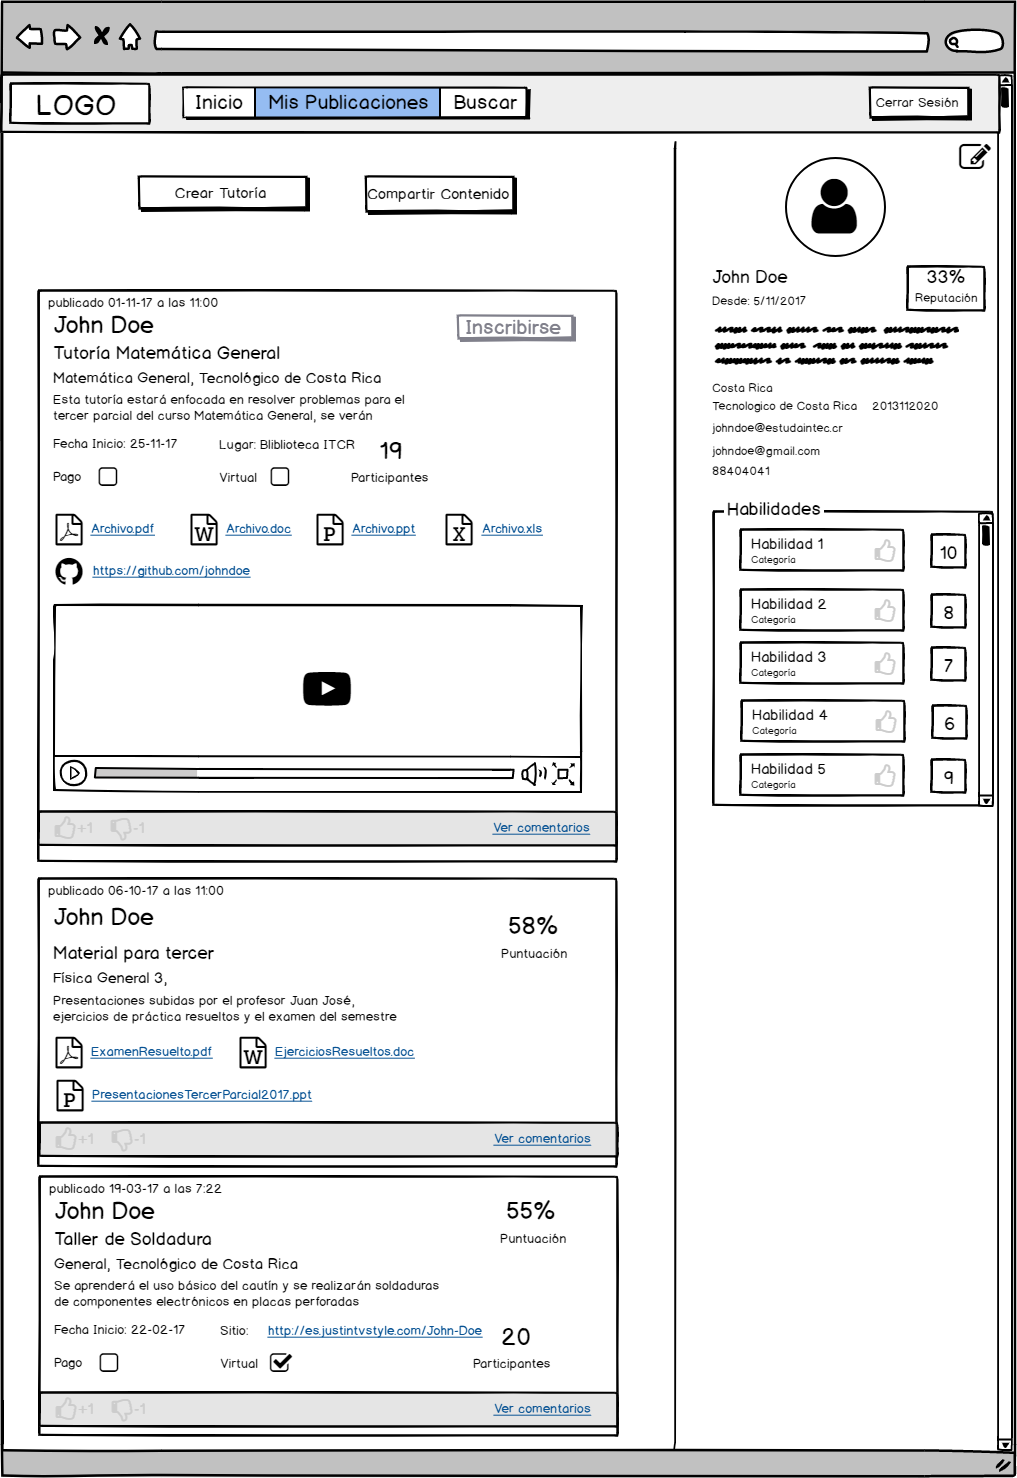 LOGO
Inicio
Mis Publicaciones
Buscar
Cerrar Sesión
Crear Tutoría
Compartir Contenido
publicado 01-11-17 a las 11:00
John Doe
Inscribirse
Tutoría Matemática General
Matemática General, Tecnológico de Costa Rica
Esta tutoría estará enfocada en resolver problemas para el
tercer parcial del curso Matemática General, se verán
Fecha Inicio: 25-11-17
Lugar: Bliblioteca ITCR
19
Pago
Virtual
Participantes
Archivo.pdf
W
Archivo.doc
P
Archivo.ppt
X
Archivo.xls
https://github.com/johndoe
+1
-1
Ver comentarios
publicado 06-10-17 a las 11:00
John Doe
58%
Puntuación
Material para tercer
Física General 3,
Presentaciones subidas por el profesor Juan José,
ejercicios de práctica resueltos y el examen del semestre
ExamenResuelto.pdf
W
EjerciciosResueltos.doc
P
PresentacionesTercerParcial2017.ppt
+1
-1
Ver comentarios
publicado 19-03-17 a las 7:22
John Doe
55%
Puntuación
Taller de Soldadura
General, Tecnológico de Costa Rica
Se aprenderá el uso básico del cautín y se realizarán soldaduras
de componentes electrónicos en placas perforadas
Fecha Inicio: 22-02-17
Sitio:
http://es.justintvstyle.com/John-Doe
20
Pago
Virtual
Participantes
+1
-1
Ver comentarios
John Doe
33%
Reputación
Desde: 5/11/2017
Costa Rica
Tecnologico de Costa Rica
2013112020
johndoe@estudaintec.cr
johndoe@gmail.com
88404041
Habilidades
Habilidad 1
Categoría
10
Habilidad 2
Categoría
8
Habilidad 3
Categoría
7
Habilidad 4
Categoría
6
Habilidad 5
Categoría
9